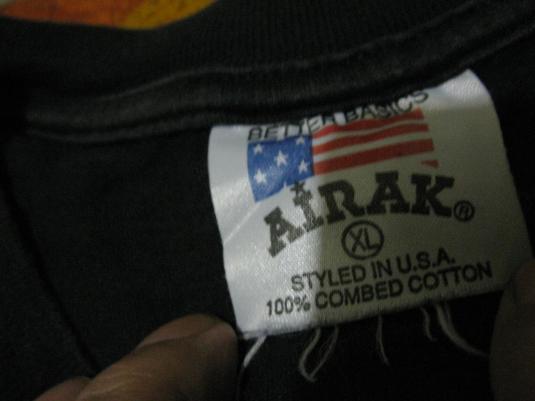 BETTER BASICS
AiRAK®
XL
STYLED IN U.S.A.
100% COMBED COTTON